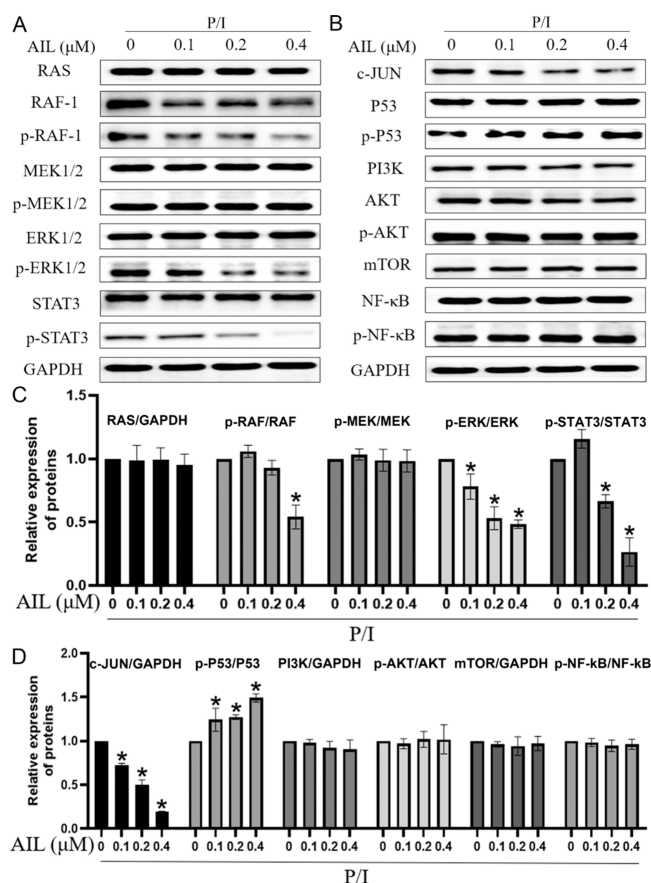 A
P/I
AIL (μM) 0 0.1 0.2 0.4
RAS
RAF-1
p-RAF-1
MEK1/2
p-MEK1/2
ERK1/2
p-ERK1/2
STAT3
p-STAT3
GAPDH
B
P/I
AIL (μM) 0 0.1 0.2 0.4
c-JUN
P53
p-P53
PI3K
AKT
p-AKT
mTOR
NF-κB
p-NF-κB
GAPDH
C
Relative expression
of proteins
1.5
1.0
0.5
0.0
RAS/GAPDH p-RAF/RAF p-MEK/MEK p-ERK/ERK p-STAT3/STAT3
* * * * * *
AIL (μM) 0 0.1 0.2 0.4 0 0.1 0.2 0.4 0 0.1 0.2 0.4 0 0.1 0.2 0.4 0 0.1 0.2 0.4
P/I
D
Relative expression
of proteins
2.0
1.5
1.0
0.5
0.0
c-JUN/GAPDH p-P53/P53 PI3K/GAPDH p-AKT/AKT mTOR/GAPDH p-NF-kB/NF-kB
* * * * * *
AIL (μM) 0 0.1 0.2 0.4 0 0.1 0.2 0.4 0 0.1 0.2 0.4 0 0.1 0.2 0.4 0 0.1 0.2 0.4 0 0.1 0.2 0.4
P/I